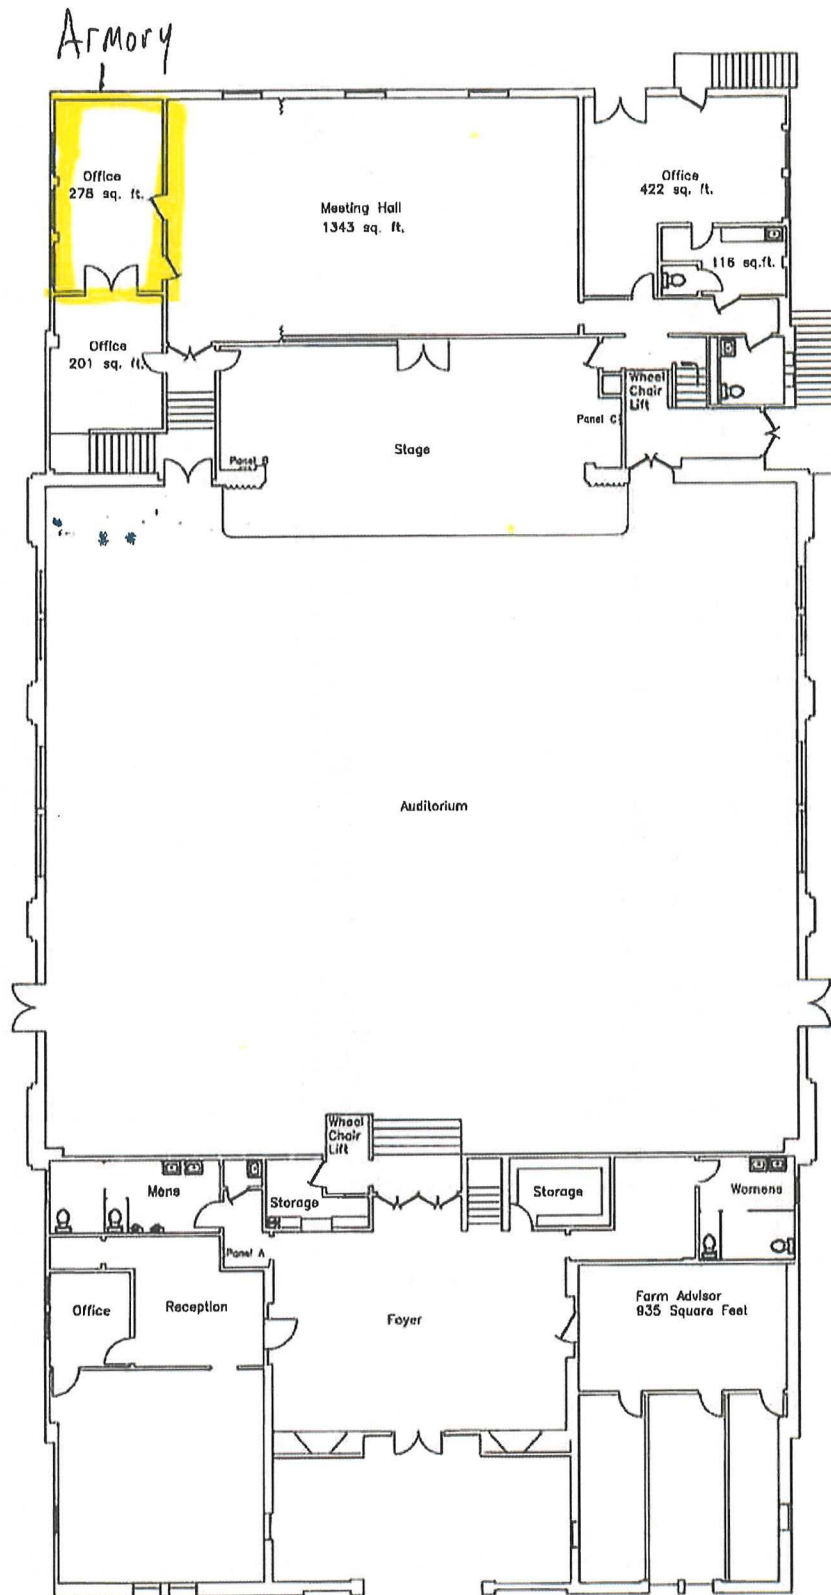 Armory
Office
278 sq. ft.
Meeting Hall
1343 sq. ft.
Office
422 sq. ft.
116 sq.ft.
Office
201 sq. ft.
Wheel
Chair
Lift
Panel C
Stage
Panel B
Auditorium
Wheel
Chair
Lift
Mens
Storage
Storage
Womens
Panel A
Office
Reception
Foyer
Farm Advisor
935 Square Feet